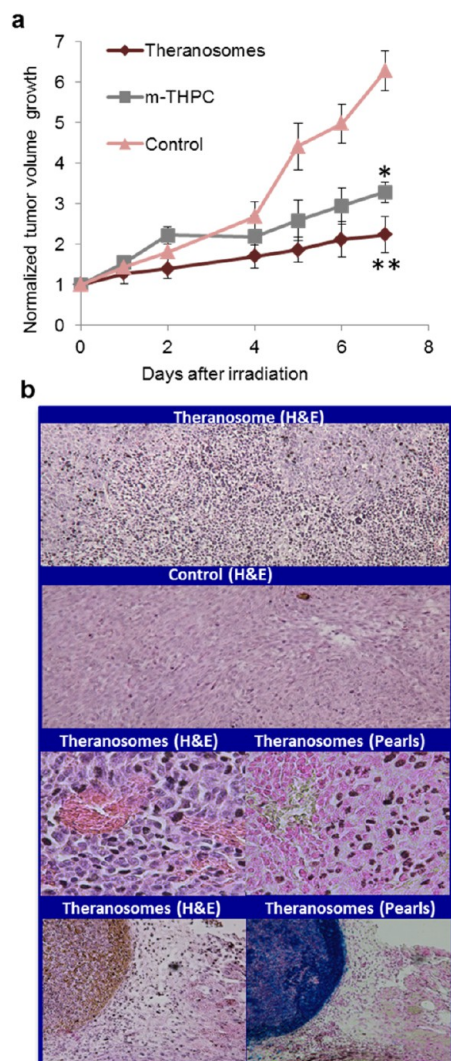 a
Normalized tumor volume growth
7
6
5
4
3
2
1
0
Theranosomes
m-THPC
Control
*
**
0 2 4 6 8
Days after irradiation
b
Theranosome (H&E)
Control (H&E)
Theranosomes (H&E) Theranosomes (Pearls)
Theranosomes (H&E) Theranosomes (Pearls)